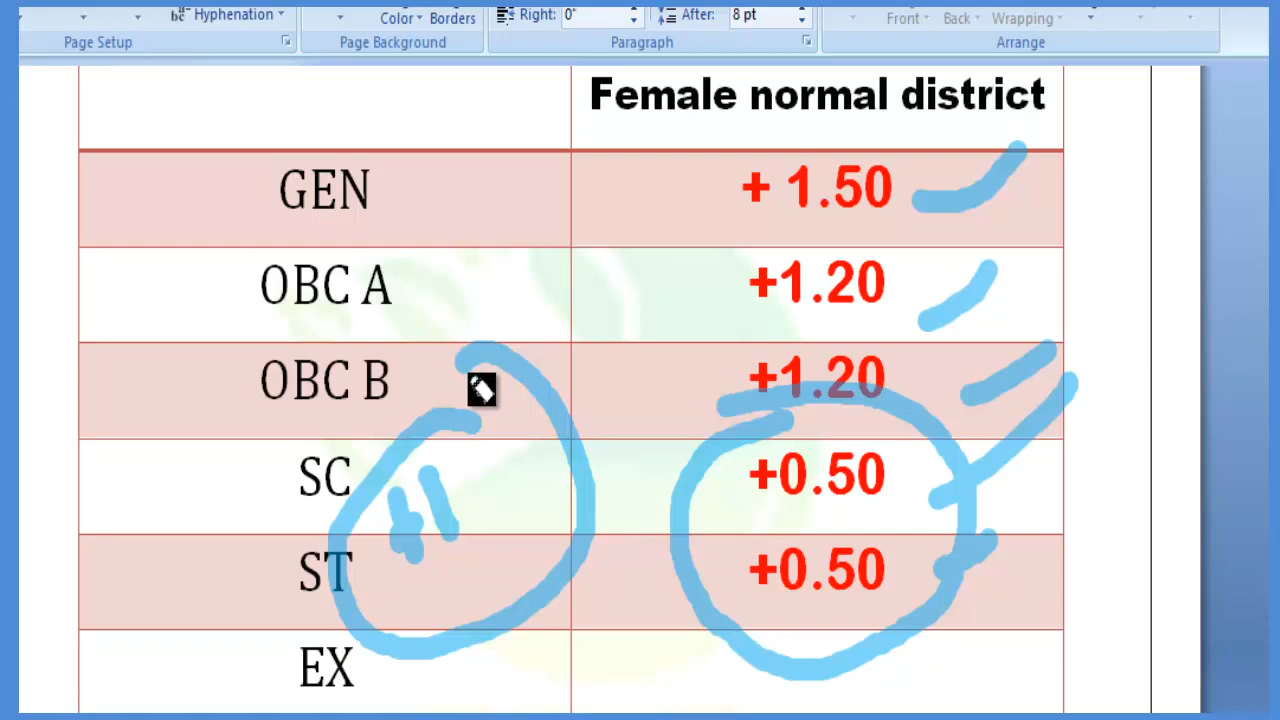 Hyphenation
Color Borders
Right: 0"
After: 8 pt
Front Back Wrapping
Page Setup
Page Background
Paragraph
Arrange
Female normal district
GEN + 1.50
OBC A +1.20
OBC B +1.20
SC +0.50
ST +0.50
EX